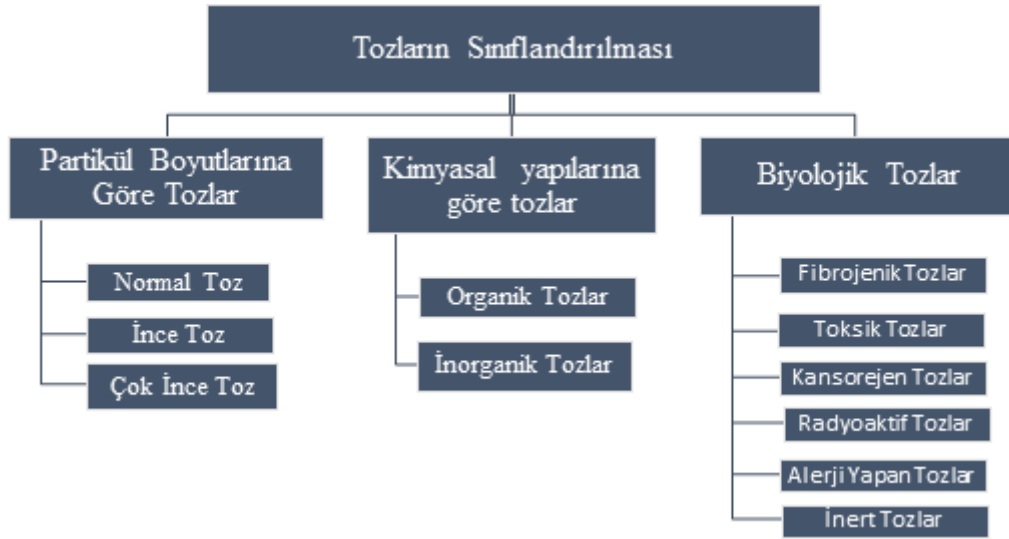 Tozların Sınıflandırılması
Partikül Boyutlarına
Göre Tozlar
Normal Toz
İnce Toz
Çok İnce Toz
Kimyasal yapılarına
göre tozlar
Organik Tozlar
İnorganik Tozlar
Biyolojik Tozlar
Fibrojenik Tozlar
Toksik Tozlar
Kansorejen Tozlar
Radyoaktif Tozlar
Alerji Yapan Tozlar
İnert Tozlar